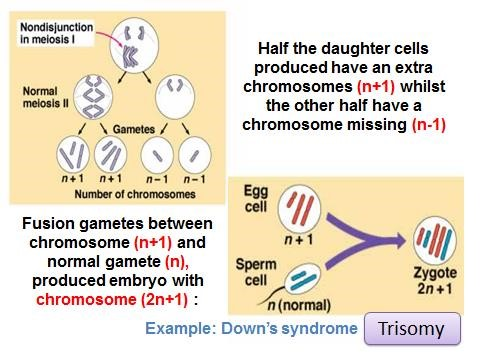 Nondisjunction
in meiosis I
Normal
meiosis II
Gametes
n + 1 n + 1 n − 1 n − 1
Number of chromosomes
Half the daughter cells
produced have an extra
chromosomes (n+1) whilst
the other half have a
chromosome missing (n-1)
Fusion gametes between
chromosome (n+1) and
normal gamete (n),
produced embryo with
chromosome (2n+1) :
Egg
cell
n + 1
Sperm
cell
n (normal)
Zygote
2n + 1
Example: Down's syndrome
Trisomy